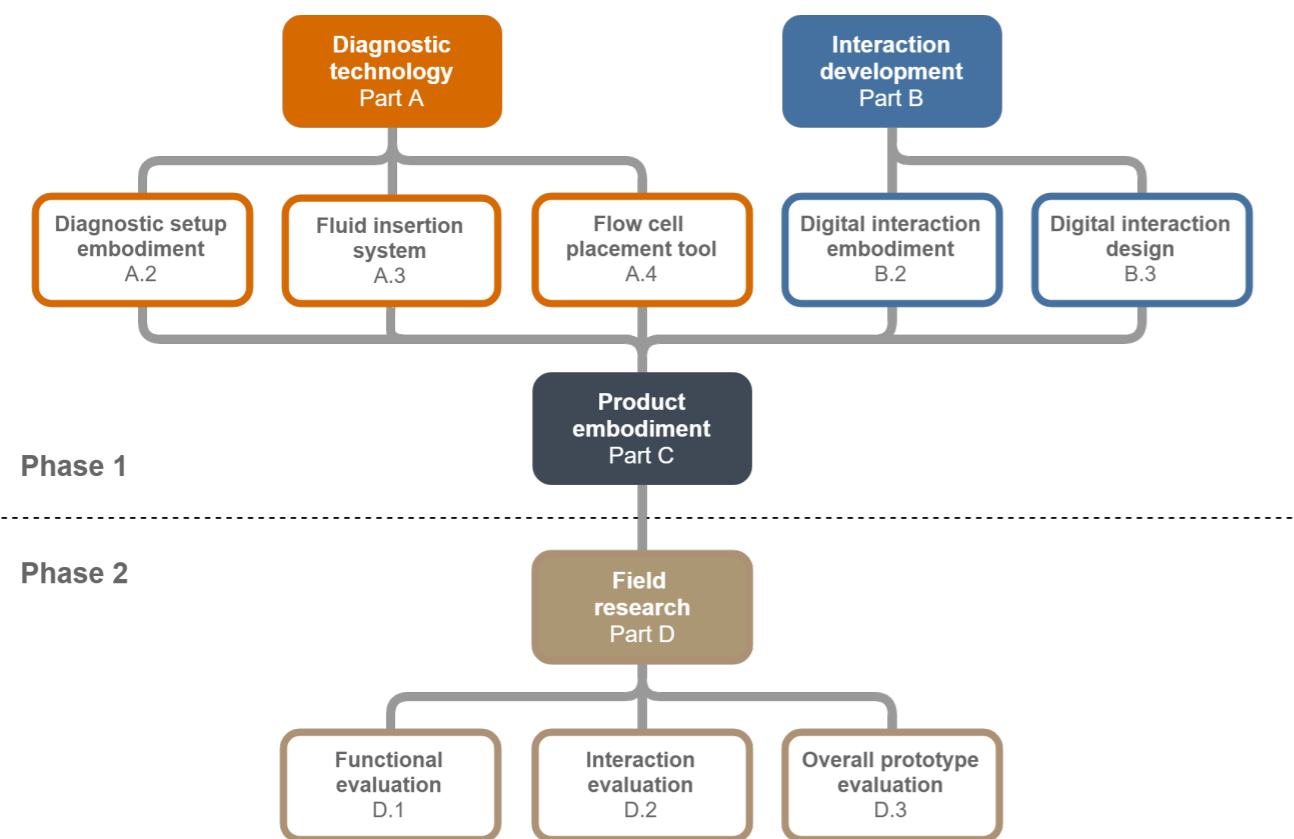 Diagnostic
technology
Part A
Interaction
development
Part B
Diagnostic setup
embodiment
A.2
Fluid insertion
system
A.3
Flow cell
placement tool
A.4
Digital interaction
embodiment
B.2
Digital interaction
design
B.3
Product
embodiment
Part C
Phase 1
Phase 2
Field
research
Part D
Functional
evaluation
D.1
Interaction
evaluation
D.2
Overall prototype
evaluation
D.3